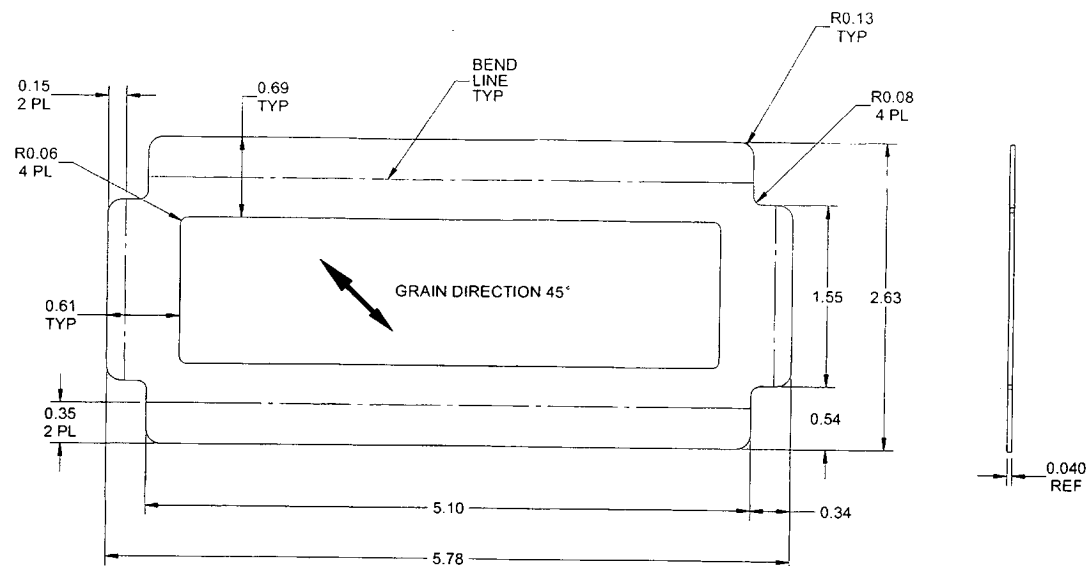 R0.13
TYP
BEND
LINE
TYP
0.15
2 PL
0.69
TYP
R0.08
4 PL
R0.06
4 PL
GRAIN DIRECTION 45°
1.55
2.63
0.61
TYP
0.35
2 PL
0.54
0.040
REF
5.10
0.34
5.78